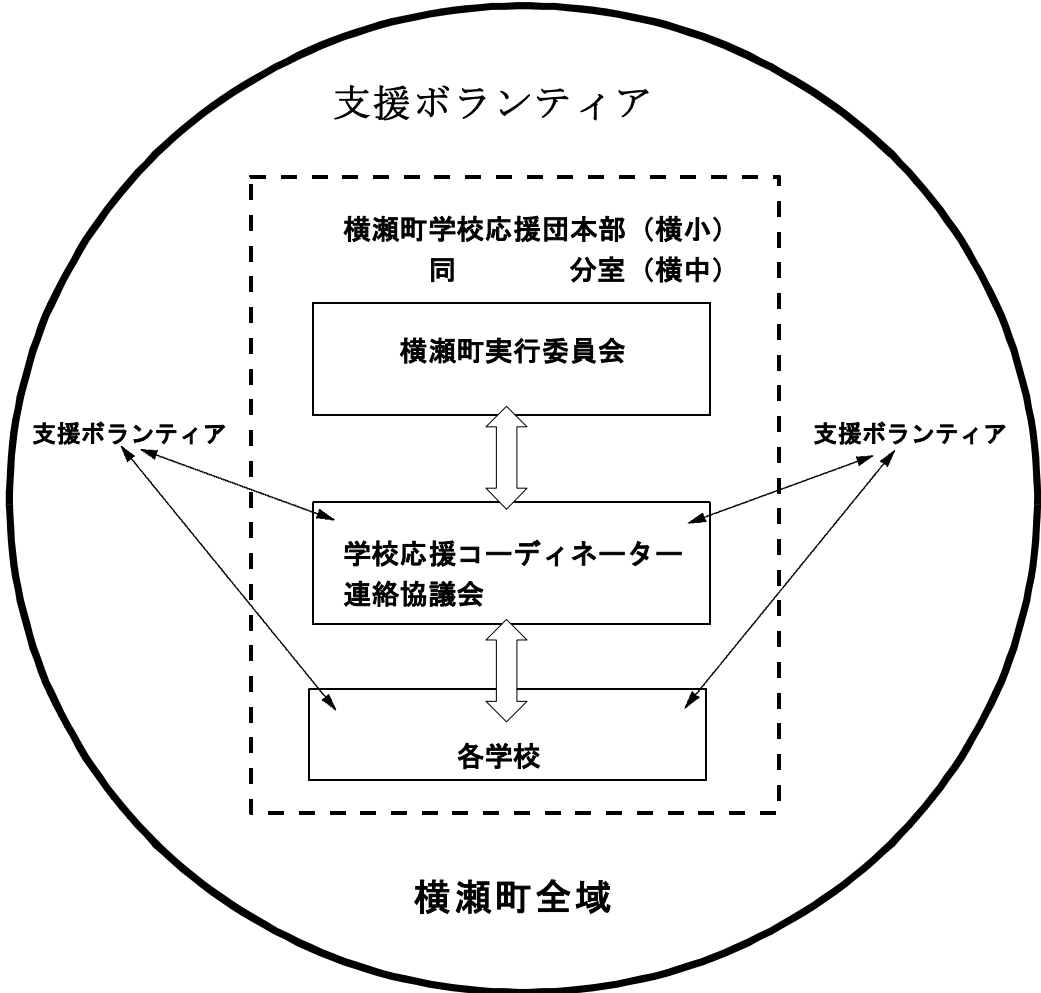 支援ボランティア
横瀬町学校応援団本部（横小）
同　　　　分室（横中）
横瀬町実行委員会
支援ボランティア
支援ボランティア
学校応援コーディネーター
連絡協議会
各学校
横瀬町全域